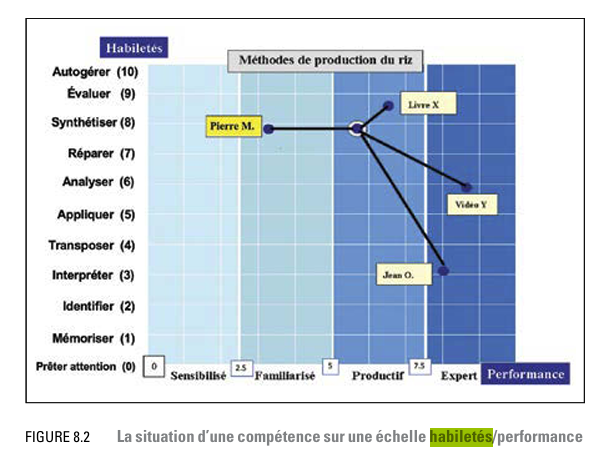 Habiletés
Méthodes de production du riz
Autogérer (10)
Évaluer (9)
Livre X
Synthétiser (8)
Pierre M.
Réparer (7)
Analyser (6)
Vidéo Y
Appliquer (5)
Transposer (4)
Interpréter (3)
Jean O.
Identifier (2)
Mémoriser (1)
Prêter attention (0)
0 Sensibilisé 2.5 Familiarisé 5 Productif 7.5 Expert Performance
FIGURE 8.2 La situation d’une compétence sur une échelle habiletés/performance